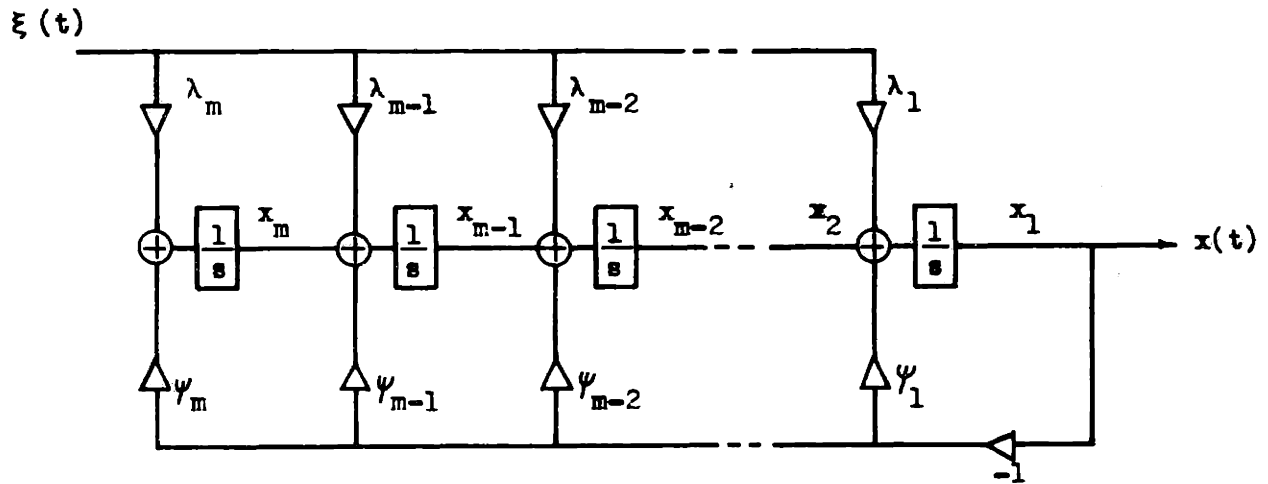 ξ (t)
λm λm-1 λm-2 λ1
1/s xm 1/s xm-1 1/s xm-2 x2 1/s x1 x(t)
ψm ψm-1 ψm-2 ψ1
-1